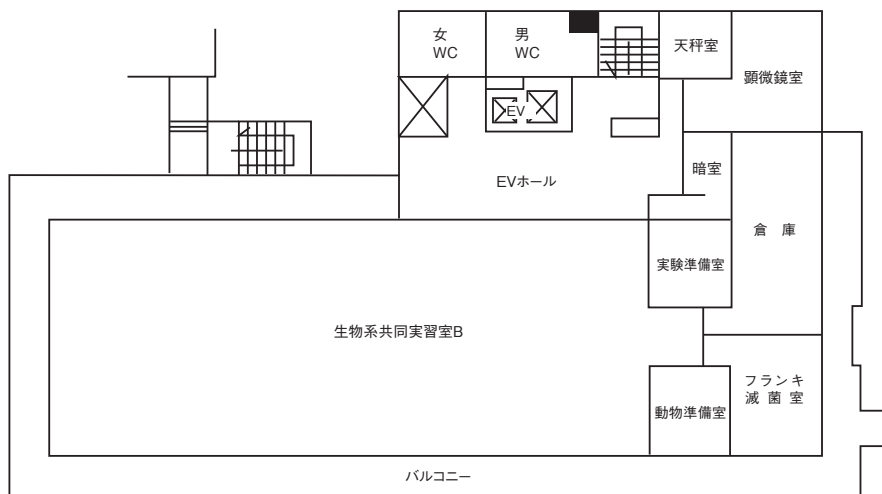 女
WC
男
WC
天秤室
顕微鏡室
EV
暗室
EVホール
倉　庫
実験準備室
生物系共同実習室B
フランキ
滅 菌 室
動物準備室
バルコニー